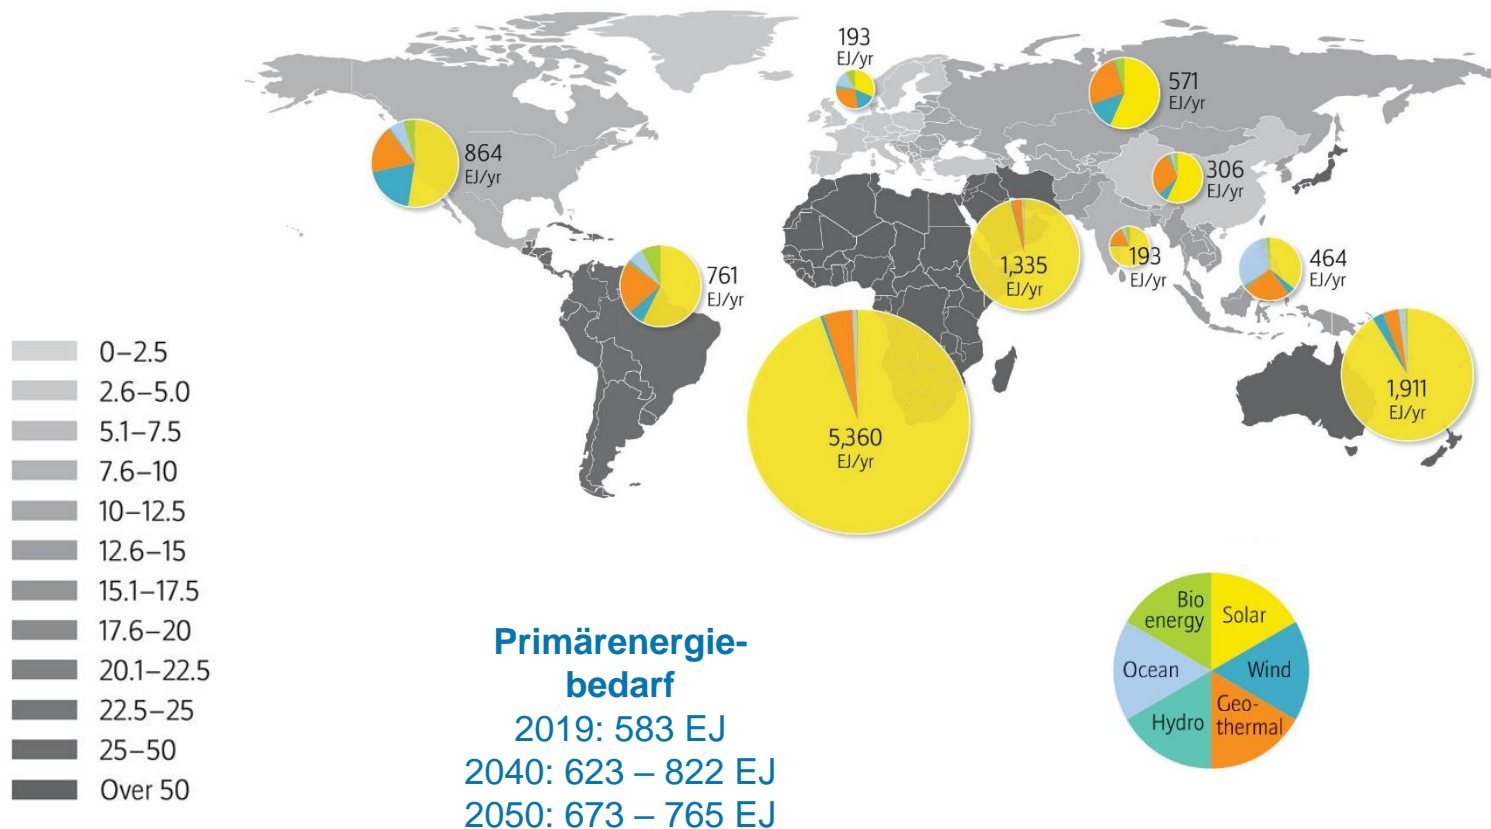 193
EJ/yr
571
EJ/yr
864
EJ/yr
306
EJ/yr
193
EJ/yr
1,335
EJ/yr
464
EJ/yr
761
EJ/yr
1,911
EJ/yr
5,360
EJ/yr
0–2.5
2.6–5.0
5.1–7.5
7.6–10
10–12.5
12.6–15
15.1–17.5
17.6–20
20.1–22.5
22.5–25
25–50
Over 50
Primärenergie-
bedarf
2019: 583 EJ
2040: 623 – 822 EJ
2050: 673 – 765 EJ
Bio
energy
Solar
Ocean
Wind
Hydro
Geo-
thermal